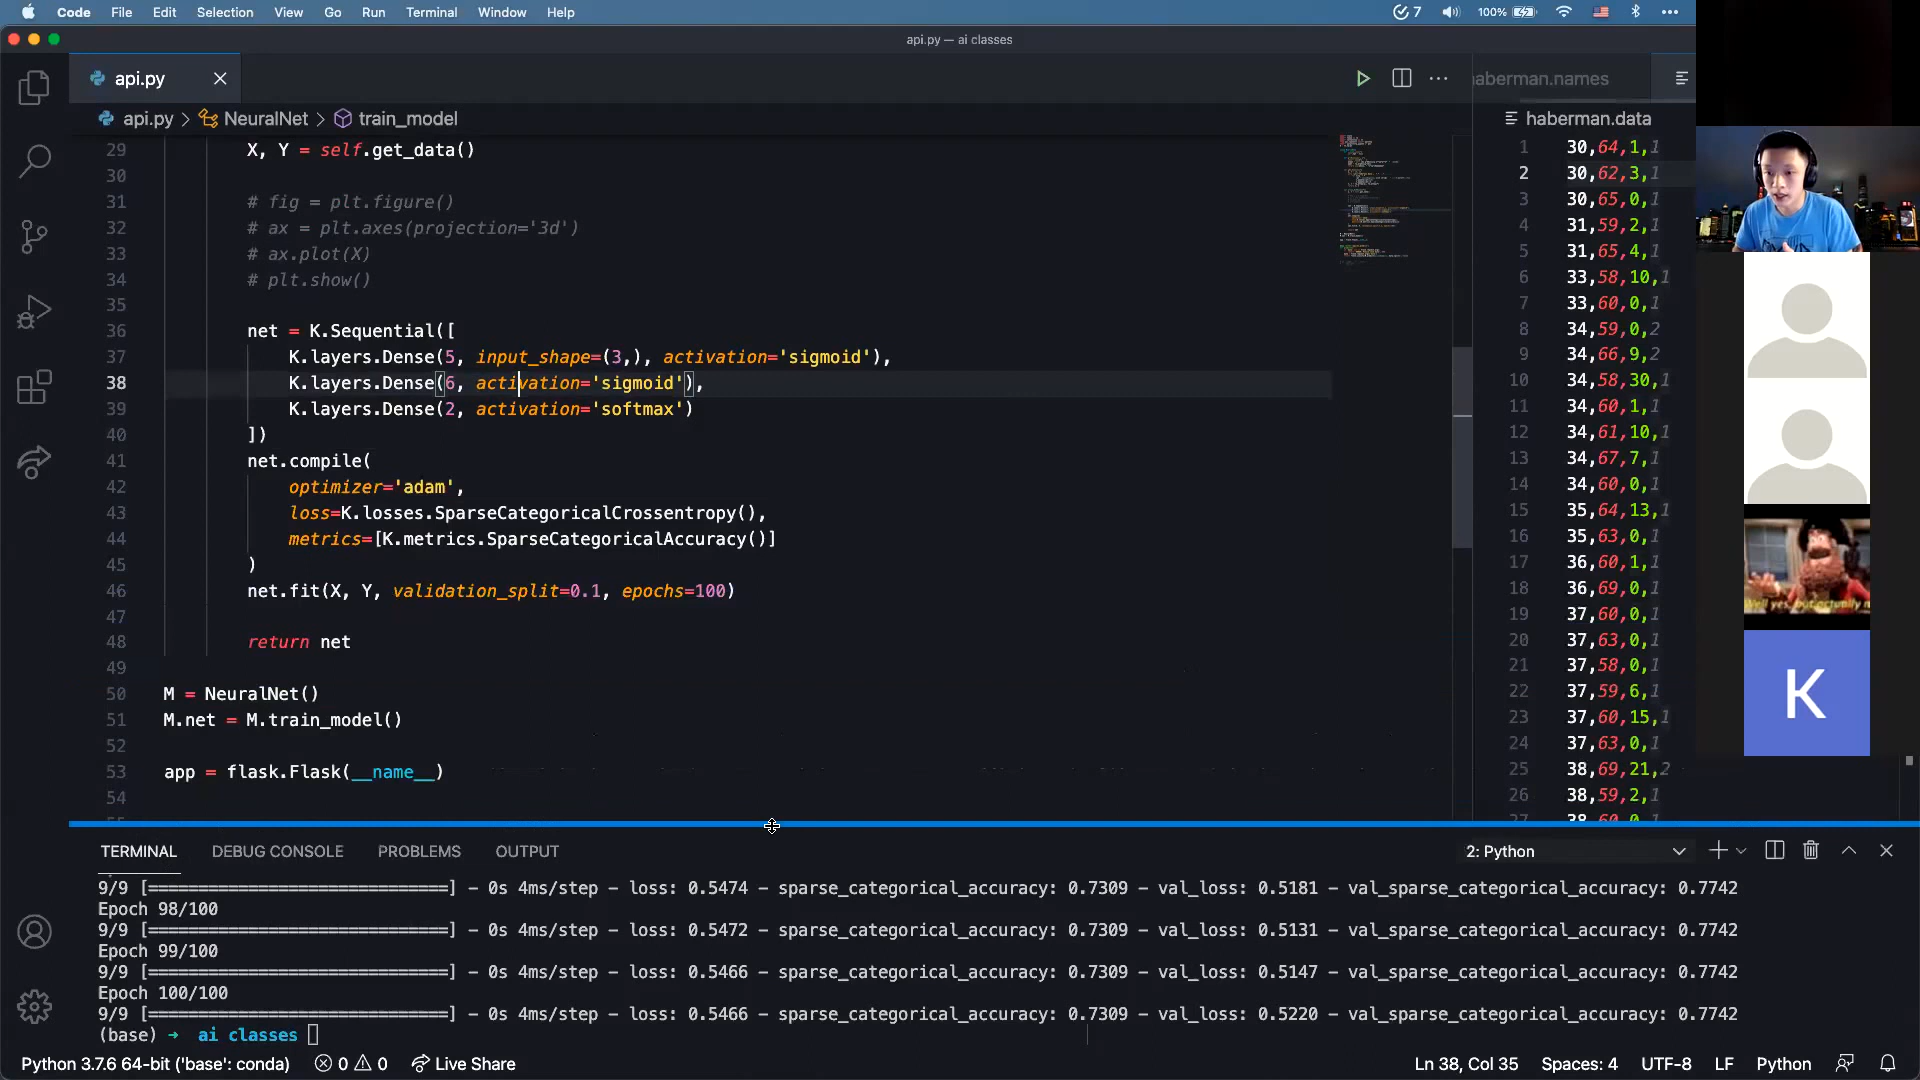 Code File Edit Selection View Go Run Terminal Window Help 7 100%
api.py — ai classes
api.py
haberman.names
api.py > NeuralNet > train_model
haberman.data
29 X, Y = self.get_data()
30
31 # fig = plt.figure()
32 # ax = plt.axes(projection='3d')
33 # ax.plot(X)
34 # plt.show()
35
36 net = K.Sequential([
37 K.layers.Dense(5, input_shape=(3,), activation='sigmoid'),
38 K.layers.Dense(6, activation='sigmoid'),
39 K.layers.Dense(2, activation='softmax')
40 ])
41 net.compile(
42 optimizer='adam',
43 loss=K.losses.SparseCategoricalCrossentropy(),
44 metrics=[K.metrics.SparseCategoricalAccuracy()]
45 )
46 net.fit(X, Y, validation_split=0.1, epochs=100)
47
48 return net
49
50 M = NeuralNet()
51 M.net = M.train_model()
52
53 app = flask.Flask(__name__)
54
1 30,64,1,1
2 30,62,3,1
3 30,65,0,1
4 31,59,2,1
5 31,65,4,1
6 33,58,10,1
7 33,60,0,1
8 34,59,0,2
9 34,66,9,2
10 34,58,30,1
11 34,60,1,1
12 34,61,10,1
13 34,67,7,1
14 34,60,0,1
15 35,64,13,1
16 35,63,0,1
17 36,60,1,1
18 36,69,0,1
19 37,60,0,1
20 37,63,0,1
21 37,58,0,1
22 37,59,6,1
23 37,60,15,1
24 37,63,0,1
25 38,69,21,2
26 38,59,2,1
27 38,60,0,1
K
TERMINAL DEBUG CONSOLE PROBLEMS OUTPUT 2: Python
9/9 [==============================] - 0s 4ms/step - loss: 0.5474 - sparse_categorical_accuracy: 0.7309 - val_loss: 0.5181 - val_sparse_categorical_accuracy: 0.7742
Epoch 98/100
9/9 [==============================] - 0s 4ms/step - loss: 0.5472 - sparse_categorical_accuracy: 0.7309 - val_loss: 0.5131 - val_sparse_categorical_accuracy: 0.7742
Epoch 99/100
9/9 [==============================] - 0s 4ms/step - loss: 0.5466 - sparse_categorical_accuracy: 0.7309 - val_loss: 0.5147 - val_sparse_categorical_accuracy: 0.7742
Epoch 100/100
9/9 [==============================] - 0s 4ms/step - loss: 0.5466 - sparse_categorical_accuracy: 0.7309 - val_loss: 0.5220 - val_sparse_categorical_accuracy: 0.7742
(base) → ai classes
Python 3.7.6 64-bit ('base': conda) 0 0 Live Share Ln 38, Col 35 Spaces: 4 UTF-8 LF Python